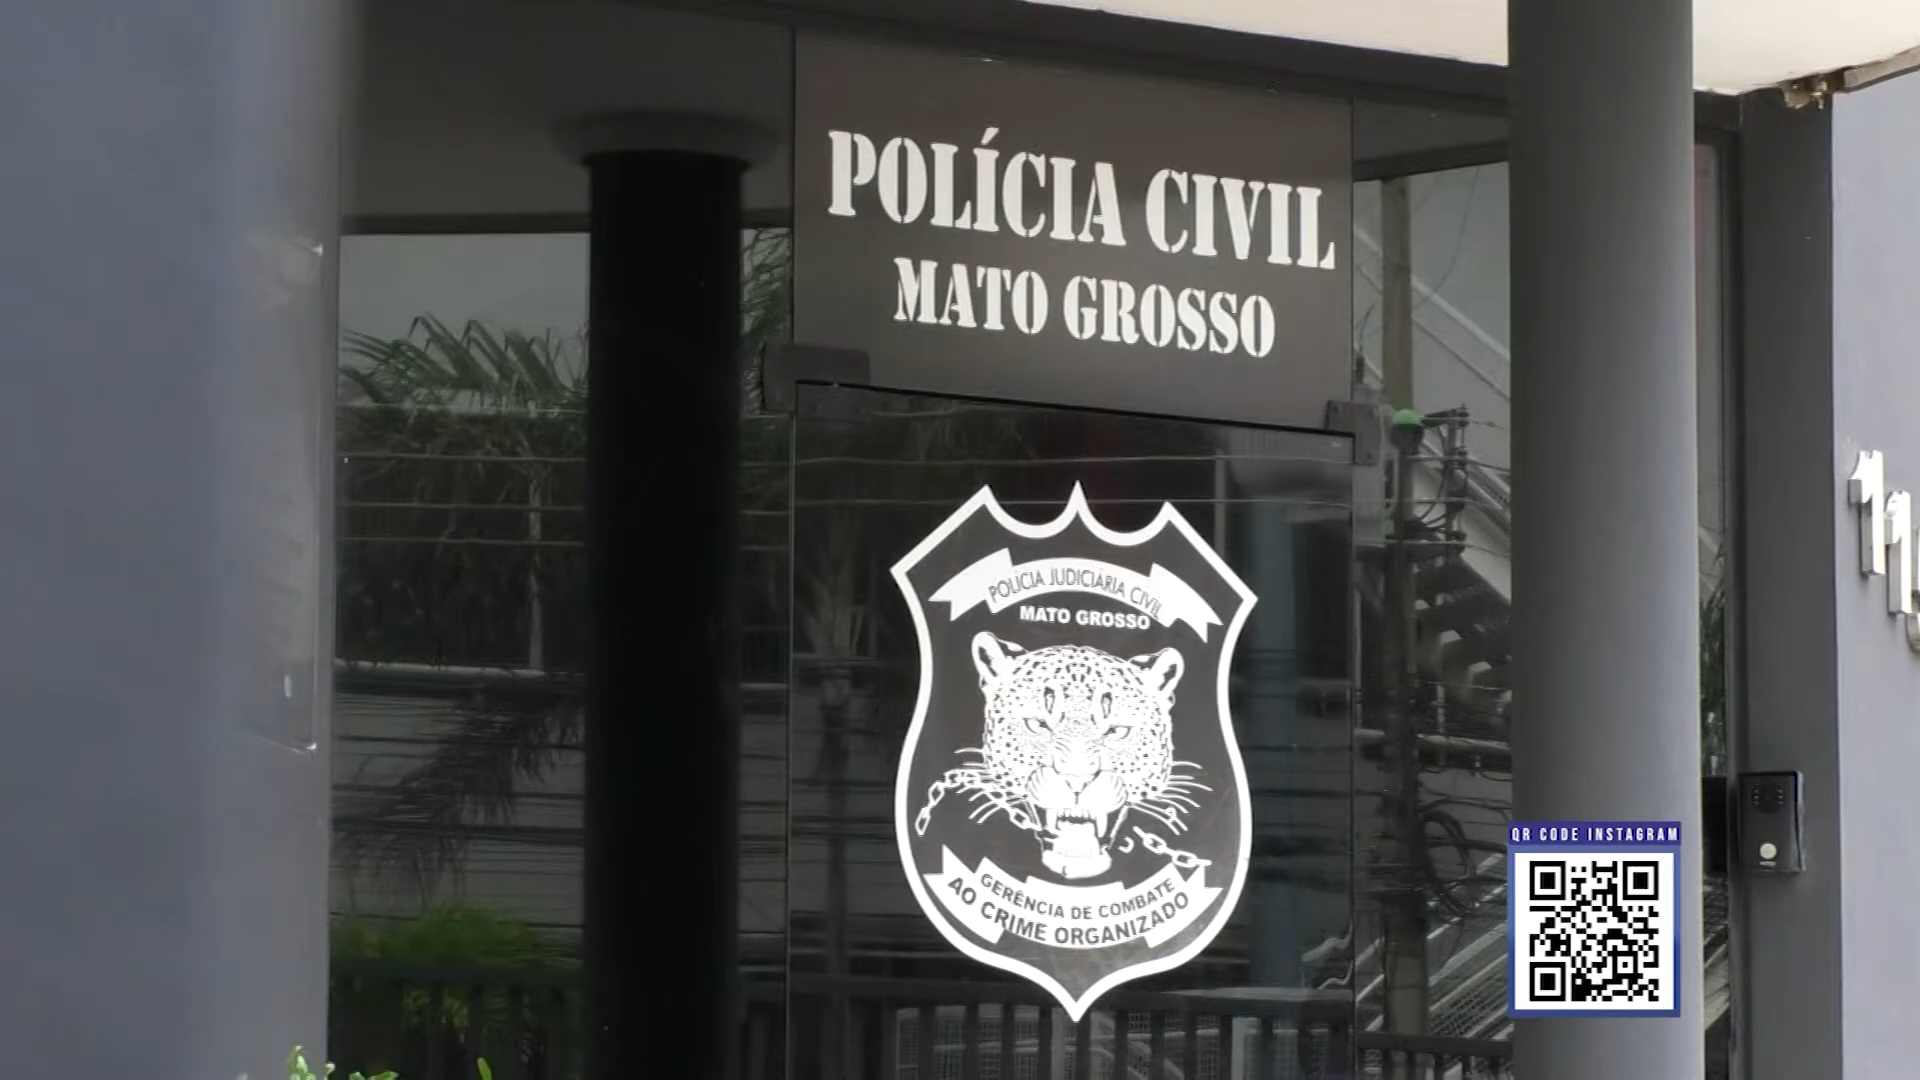 POLÍCIA CIVIL
MATO GROSSO
POLÍCIA JUDICIÁRIA CIVIL
MATO GROSSO
GERÊNCIA DE COMBATE
AO CRIME ORGANIZADO
QR CODE INSTAGRAM